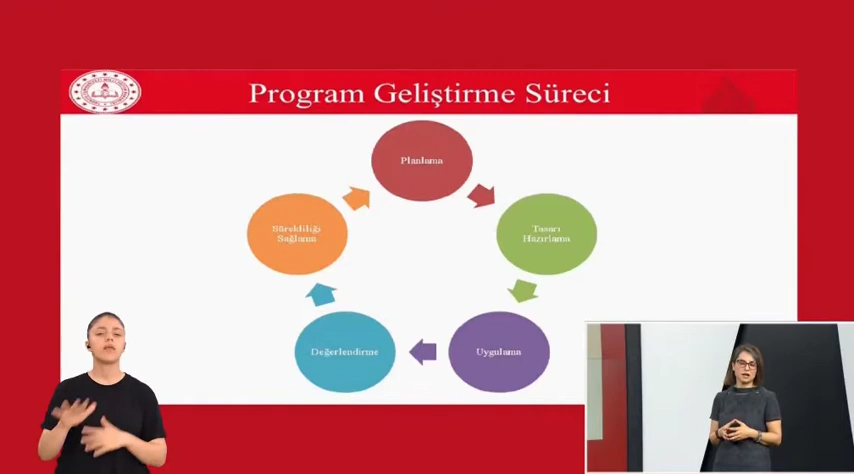 Program Geliştirme Süreci
Planlama
Tasarı
Hazırlama
Uygulama
Değerlendirme
Sürekliliği
Sağlama